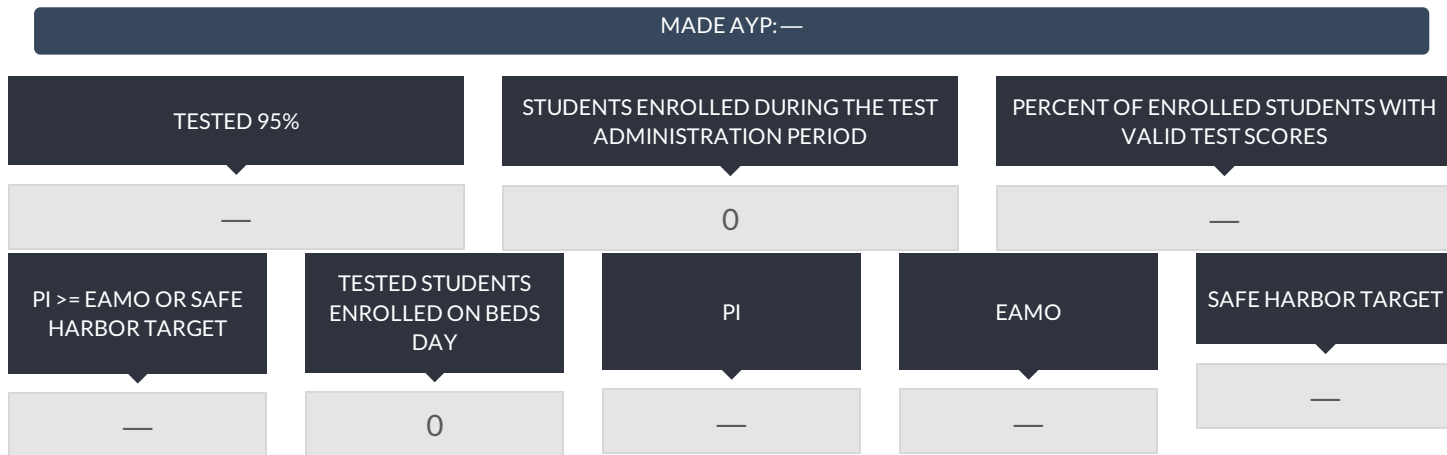 MADE AYP: —
TESTED 95%
—
STUDENTS ENROLLED DURING THE TEST
ADMINISTRATION PERIOD
0
PERCENT OF ENROLLED STUDENTS WITH
VALID TEST SCORES
—
PI >= EAMO OR SAFE
HARBOR TARGET
—
TESTED STUDENTS
ENROLLED ON BEDS
DAY
0
PI
—
EAMO
—
SAFE HARBOR TARGET
—